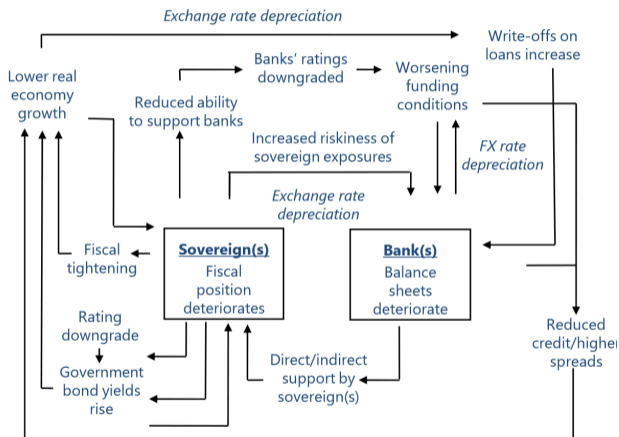 Exchange rate depreciation
Write-offs on
loans increase
Lower real
economy
growth
Banks' ratings
downgraded
Worsening
funding
conditions
Reduced ability
to support banks
Increased riskiness of
sovereign exposures
FX rate
depreciation
Exchange rate
depreciation
Fiscal
tightening
Sovereign(s)
Fiscal
position
deteriorates
Bank(s)
Balance
sheets
deteriorate
Rating
downgrade
Government
bond yields
rise
Direct/indirect
support by
sovereign(s)
Reduced
credit/higher
spreads